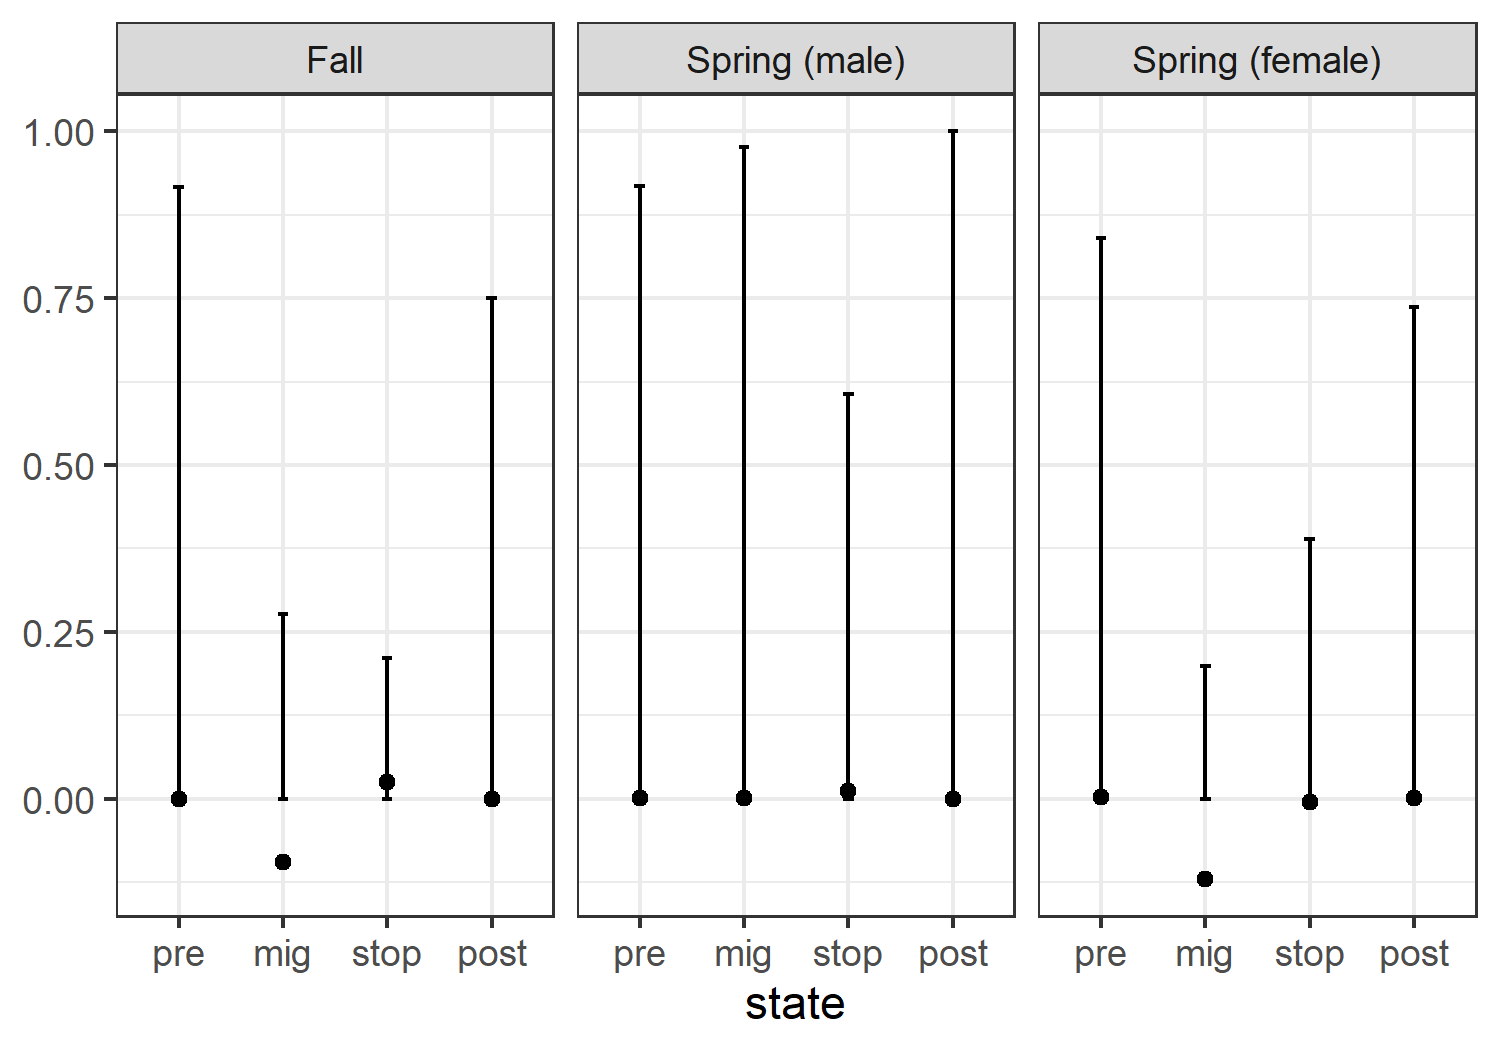 Fall Spring (male) Spring (female)
1.00
0.75
0.50
0.25
0.00
pre mig stop post pre mig stop post pre mig stop post
state